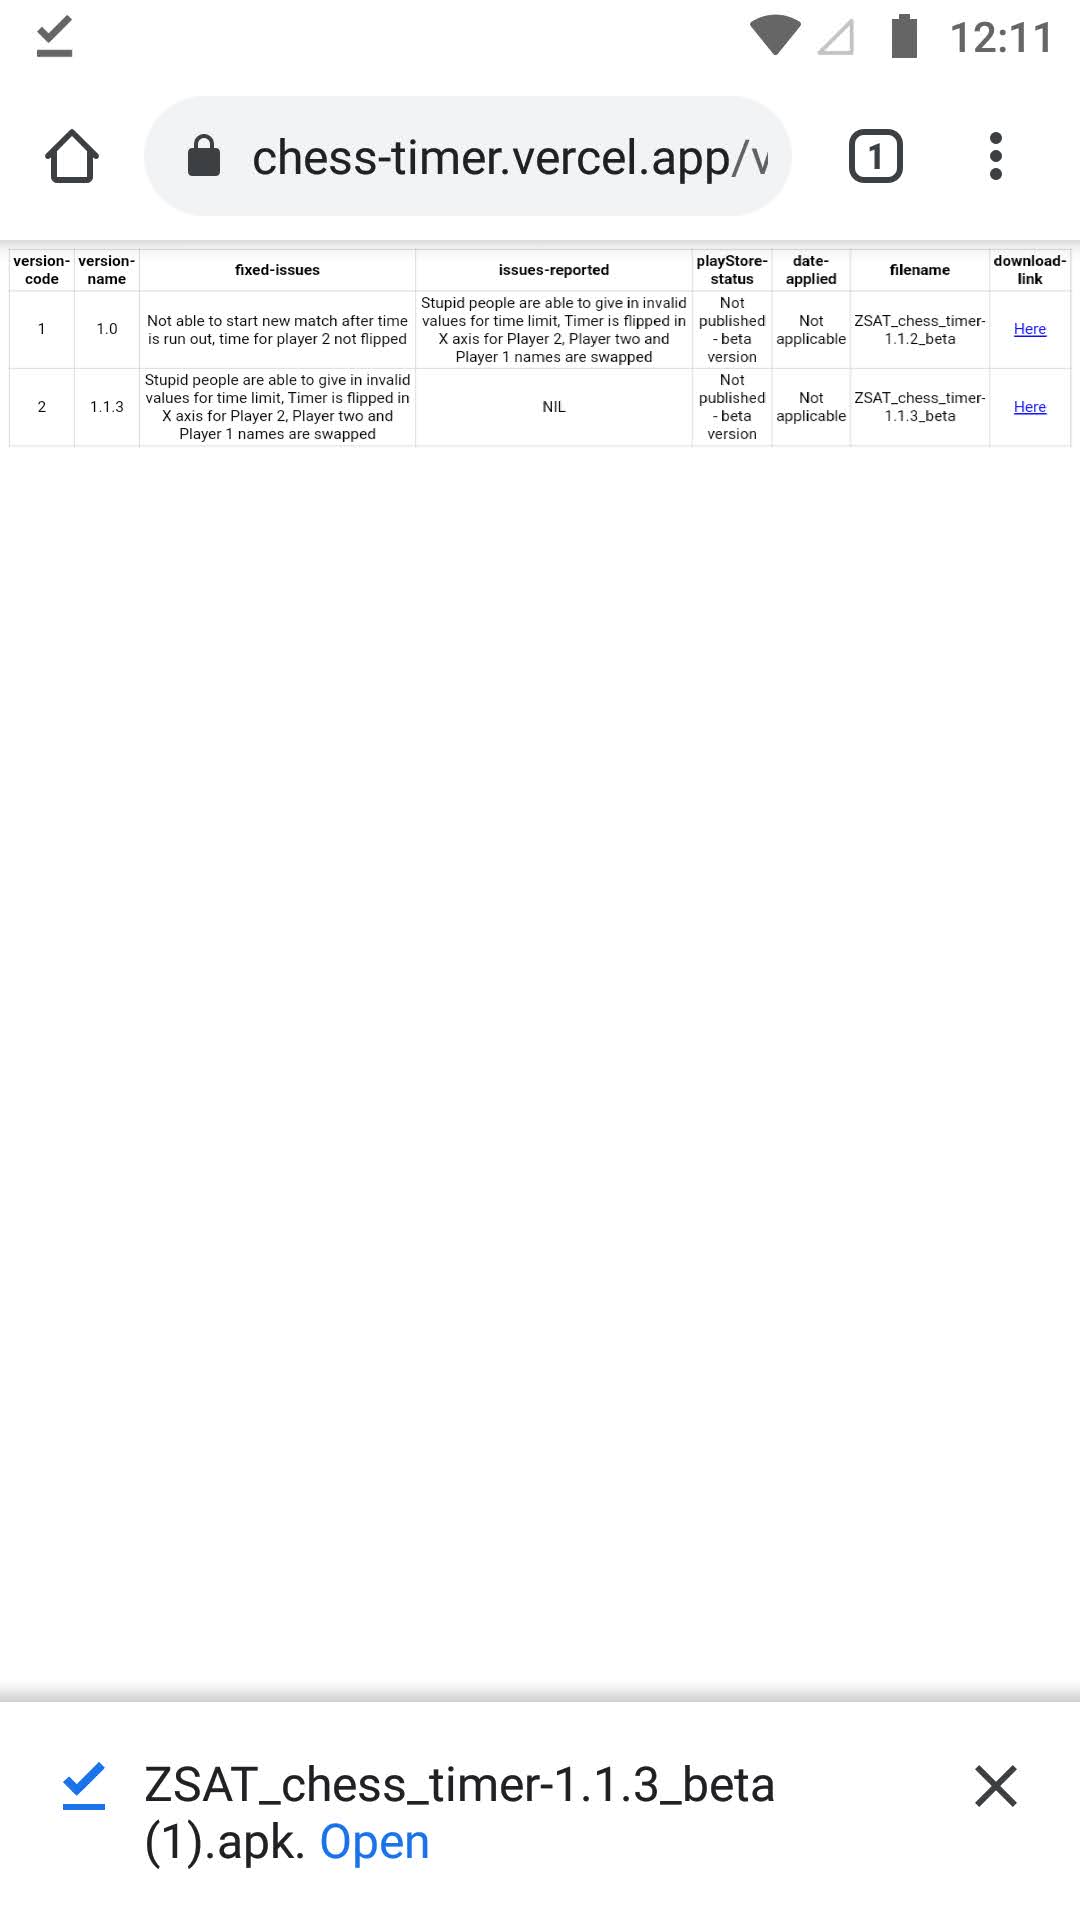 12:11
chess-timer.vercel.app/v
1
version-code version-name fixed-issues issues-reported playStore-status date-applied filename download-link
1 1.0 Not able to start new match after time is run out, time for player 2 not flipped Stupid people are able to give in invalid values for time limit, Timer is flipped in X axis for Player 2, Player two and Player 1 names are swapped Not published - beta version Not applicable ZSAT_chess_timer-1.1.2_beta Here
2 1.1.3 Stupid people are able to give in invalid values for time limit, Timer is flipped in X axis for Player 2, Player two and Player 1 names are swapped NIL Not published - beta version Not applicable ZSAT_chess_timer-1.1.3_beta Here
ZSAT_chess_timer-1.1.3_beta
(1).apk. Open